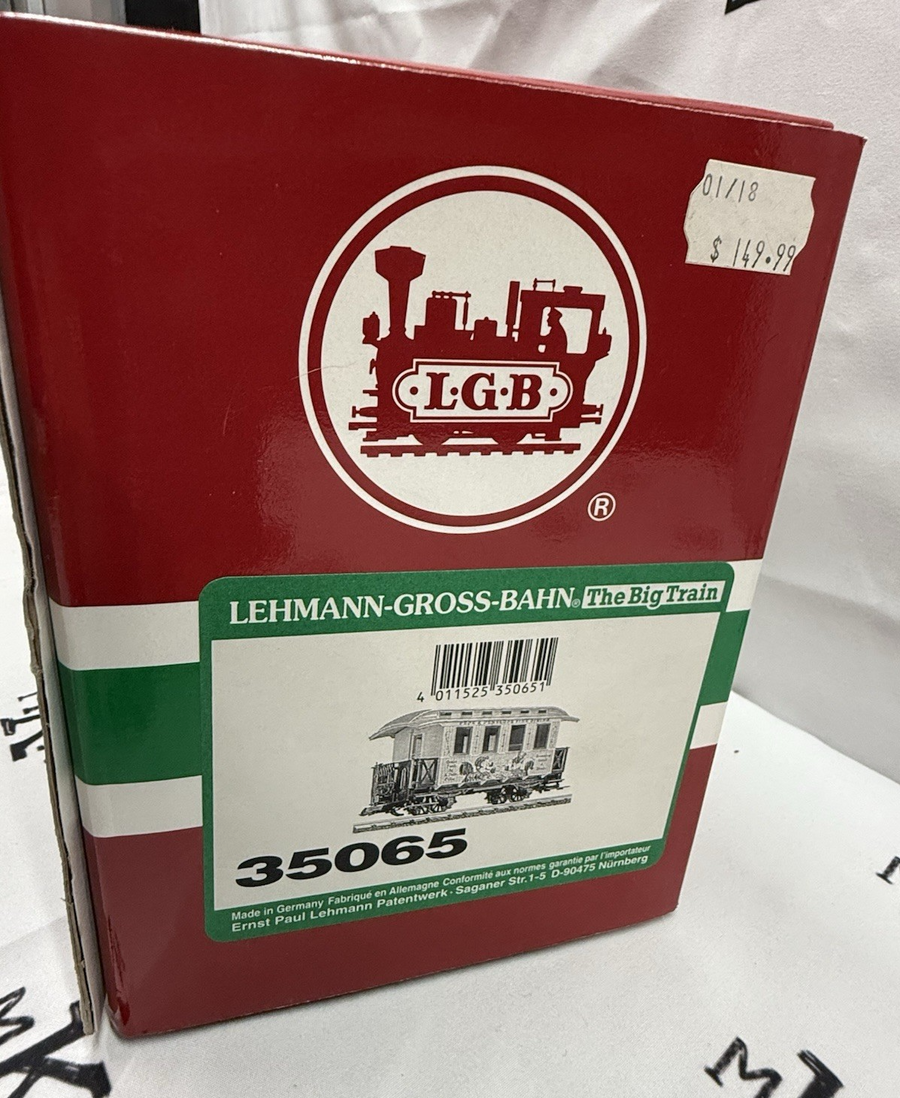 01/18
$ 149.99
L·G·B
®
LEHMANN-GROSS-BAHN® The Big Train
4 011525 350651
35065
Made in Germany Fabriqué en Allemagne Conformité aux normes garantie par l'importateur
Ernst Paul Lehmann Patentwerk · Saganer Str.1-5 D-90475 Nürnberg